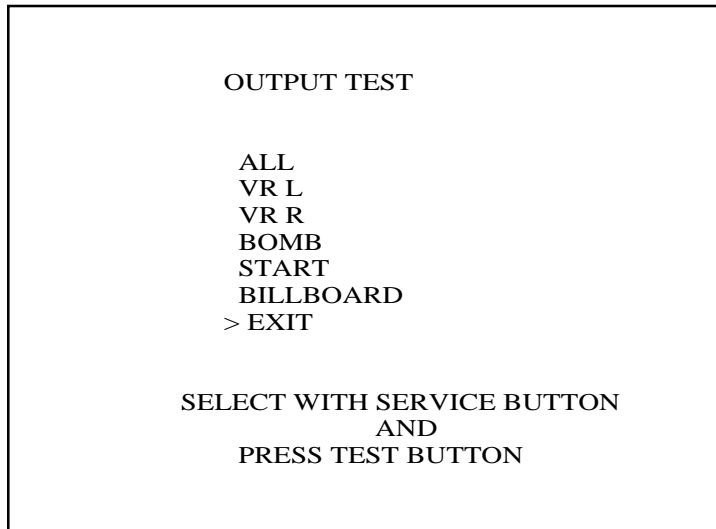 OUTPUT TEST
ALL
VR L
VR R
BOMB
START
BILLBOARD
> EXIT
SELECT WITH SERVICE BUTTON
AND
PRESS TEST BUTTON